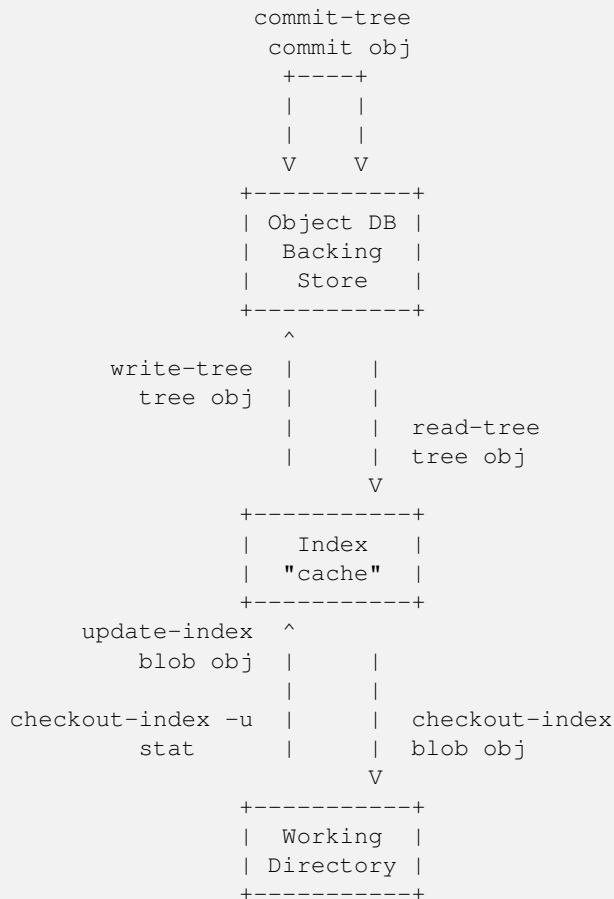 commit-tree
commit obj
+----+
|    |
|    |
V    V
+-----------+
| Object DB |
|  Backing  |
|   Store   |
+-----------+
^
write-tree  |     |
tree obj  |     |
|     |  read-tree
|     |  tree obj
V
+-----------+
|   Index   |
|  "cache"  |
+-----------+
update-index  ^
blob obj  |     |
|     |
checkout-index -u  |     |  checkout-index
stat     |     |  blob obj
V
+-----------+
|  Working  |
| Directory |
+-----------+